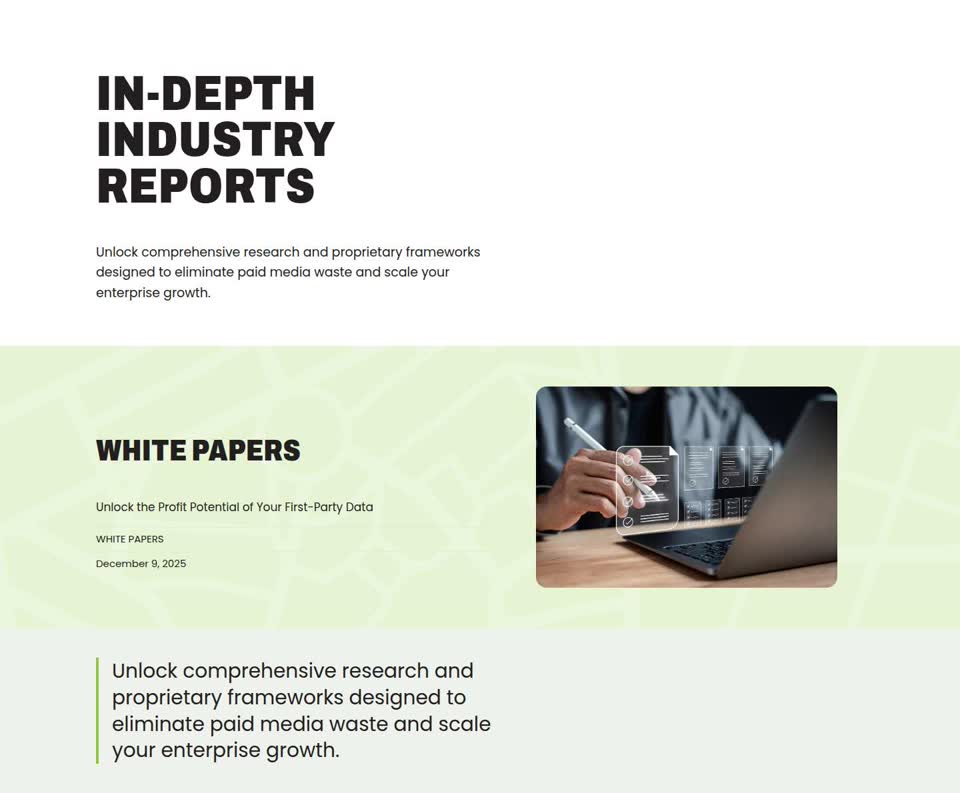 IN-DEPTH
INDUSTRY
REPORTS
Unlock comprehensive research and proprietary frameworks
designed to eliminate paid media waste and scale your
enterprise growth.
WHITE PAPERS
Unlock the Profit Potential of Your First-Party Data
WHITE PAPERS
December 9, 2025
Unlock comprehensive research and
proprietary frameworks designed to
eliminate paid media waste and scale
your enterprise growth.